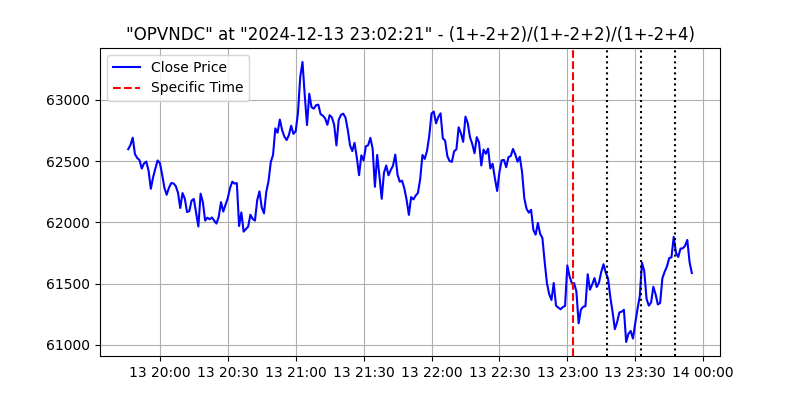 "OPVNDC" at "2024-12-13 23:02:21" - (1+-2+2)/(1+-2+2)/(1+-2+4)
Close Price
Specific Time
63000
62500
62000
61500
61000
13 20:00 13 20:30 13 21:00 13 21:30 13 22:00 13 22:30 13 23:00 13 23:30 14 00:00